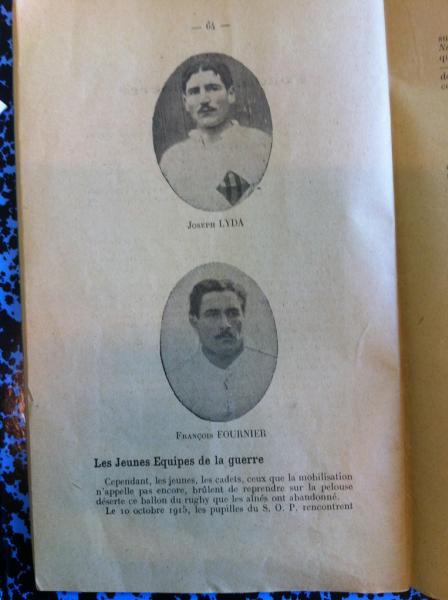 — 64 —
Joseph LYDA
François FOURNIER
Les Jeunes Equipes de la guerre
Cependant, les jeunes, les cadets, ceux que la mobilisation
n'appelle pas encore, brûlent de reprendre sur la pelouse
déserte ce ballon du rugby que les aînés ont abandonné.
Le 10 octobre 1915, les pupilles du S. O. P. rencontrent